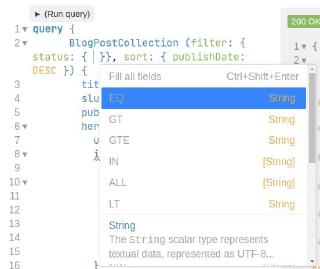 ► (Run query)
200 OK
1 query {
2 BlogPostCollection (filter: {
status: { }}, sort: { publishDate:
DESC }) {
Fill all fields Ctrl+Shift+Enter
3 tit
EQ String
4 slu
GT String
5 pub
GTE String
6 her
IN [String]
7 u
ALL [String]
8 i
LT String
9
10
11
12
13
String
14
The String scalar type represents
15
textual data, represented as UTF-8...
16 }
1
2